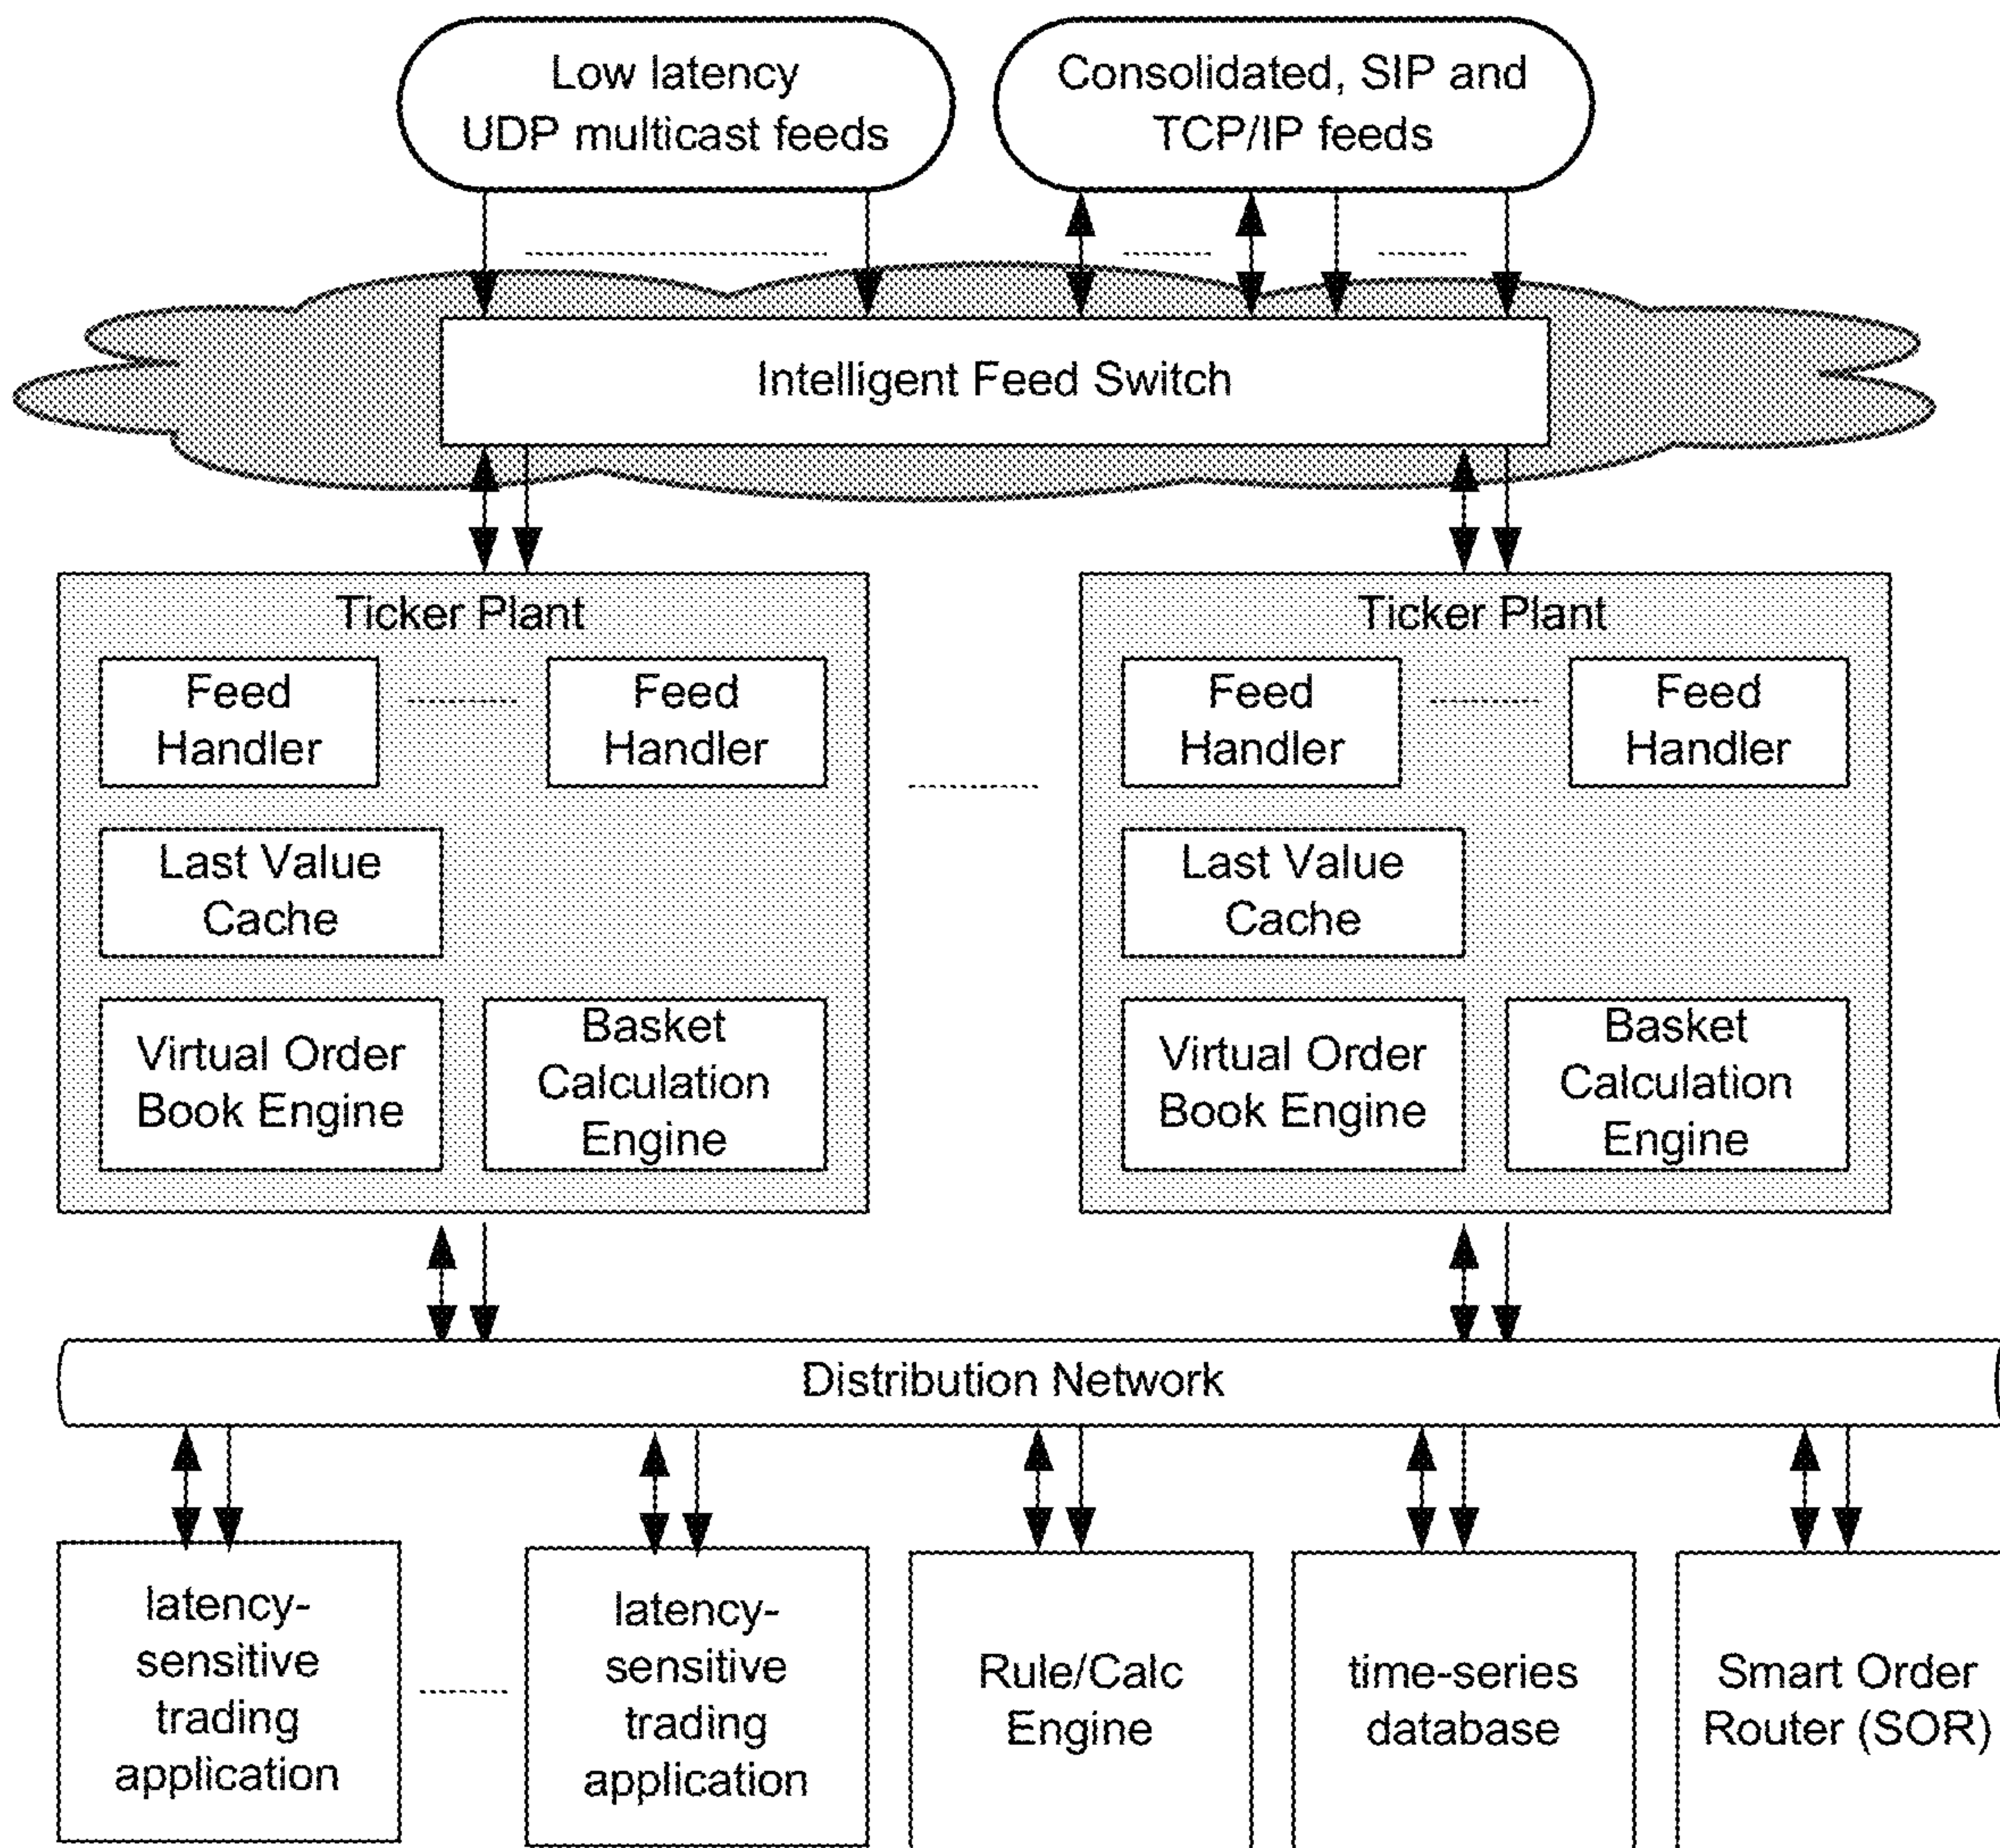 Low latency
UDP multicast feeds
Consolidated, SIP and
TCP/IP feeds
Intelligent Feed Switch
Ticker Plant
Feed
Handler
Feed
Handler
Last Value
Cache
Virtual Order
Book Engine
Basket
Calculation
Engine
Ticker Plant
Feed
Handler
Feed
Handler
Last Value
Cache
Virtual Order
Book Engine
Basket
Calculation
Engine
Distribution Network
latency-
sensitive
trading
application
latency-
sensitive
trading
application
Rule/Calc
Engine
time-series
database
Smart Order
Router (SOR)